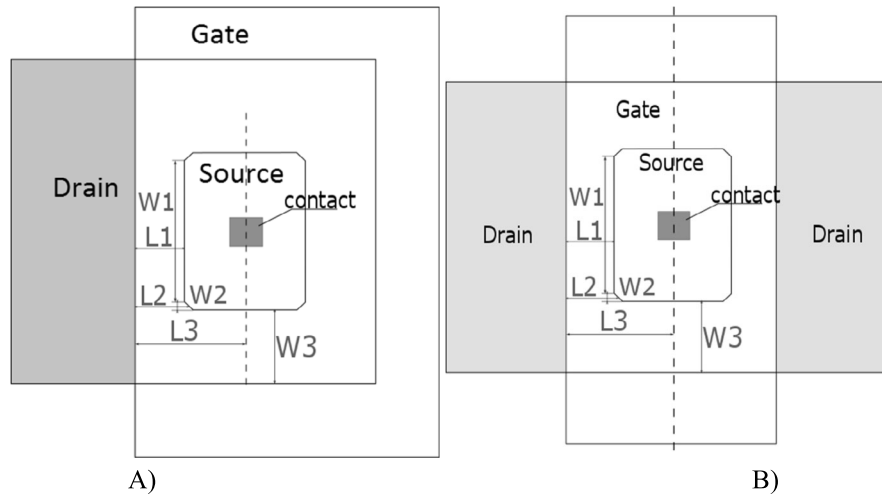 Gate
Drain
Source
contact
W1
L1
L2
W2
L3
W3
A)
Gate
Source
contact
W1
L1
Drain
Drain
L2
W2
L3
W3
B)